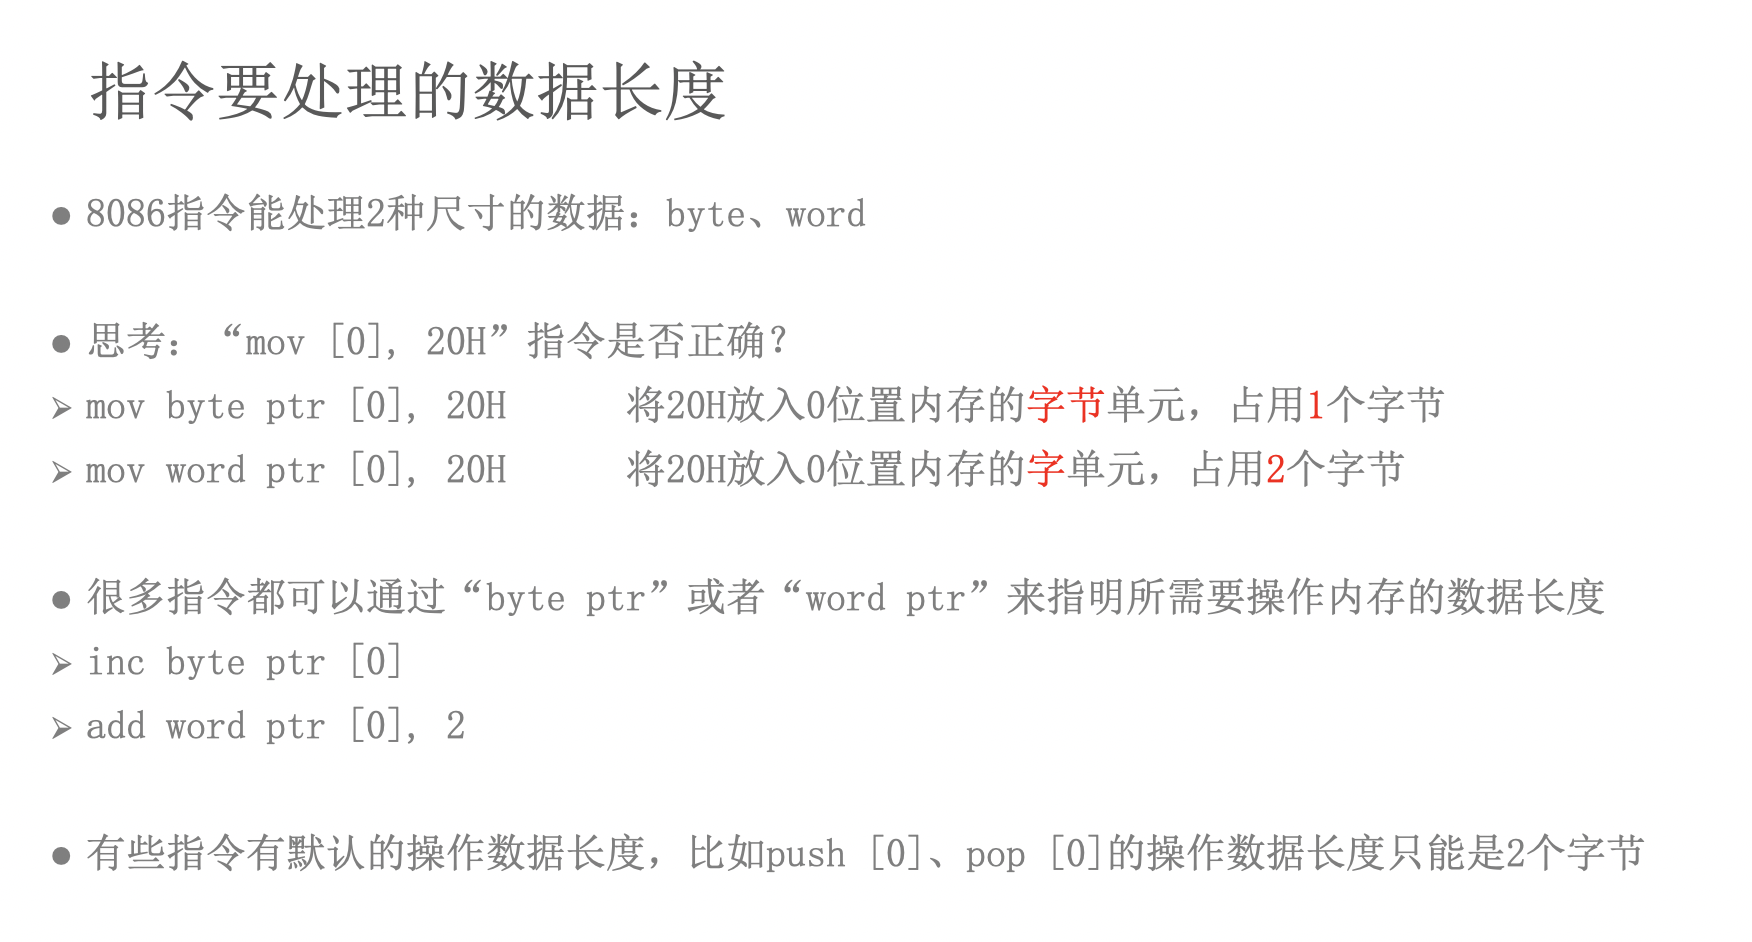 指令要处理的数据长度
● 8086指令能处理2种尺寸的数据：byte、word
● 思考：“mov [0], 20H”指令是否正确？
➢ mov byte ptr [0], 20H 将20H放入0位置内存的字节单元，占用1个字节
➢ mov word ptr [0], 20H 将20H放入0位置内存的字单元，占用2个字节
● 很多指令都可以通过“byte ptr”或者“word ptr”来指明所需要操作内存的数据长度
➢ inc byte ptr [0]
➢ add word ptr [0], 2
● 有些指令有默认的操作数据长度，比如push [0]、pop [0]的操作数据长度只能是2个字节